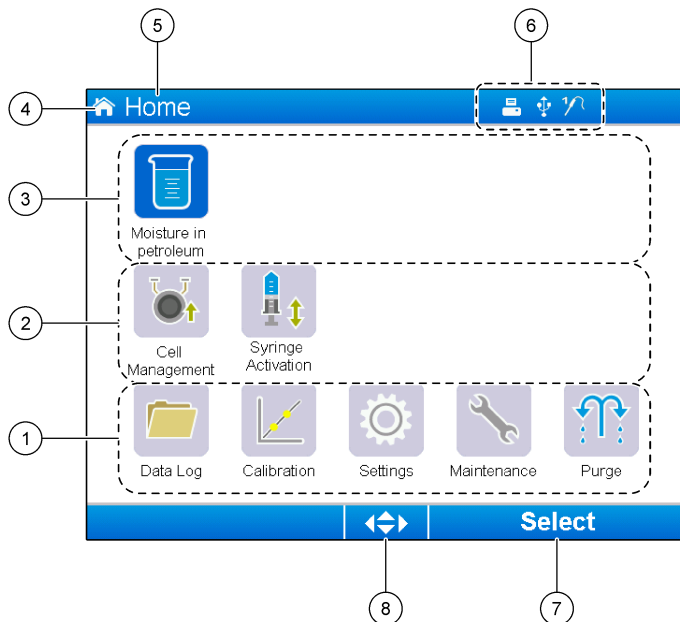 5
6
4
Home
3
Moisture in
petroleum
2
Cell
Management
Syringe
Activation
1
Data Log
Calibration
Settings
Maintenance
Purge
Select
8
7